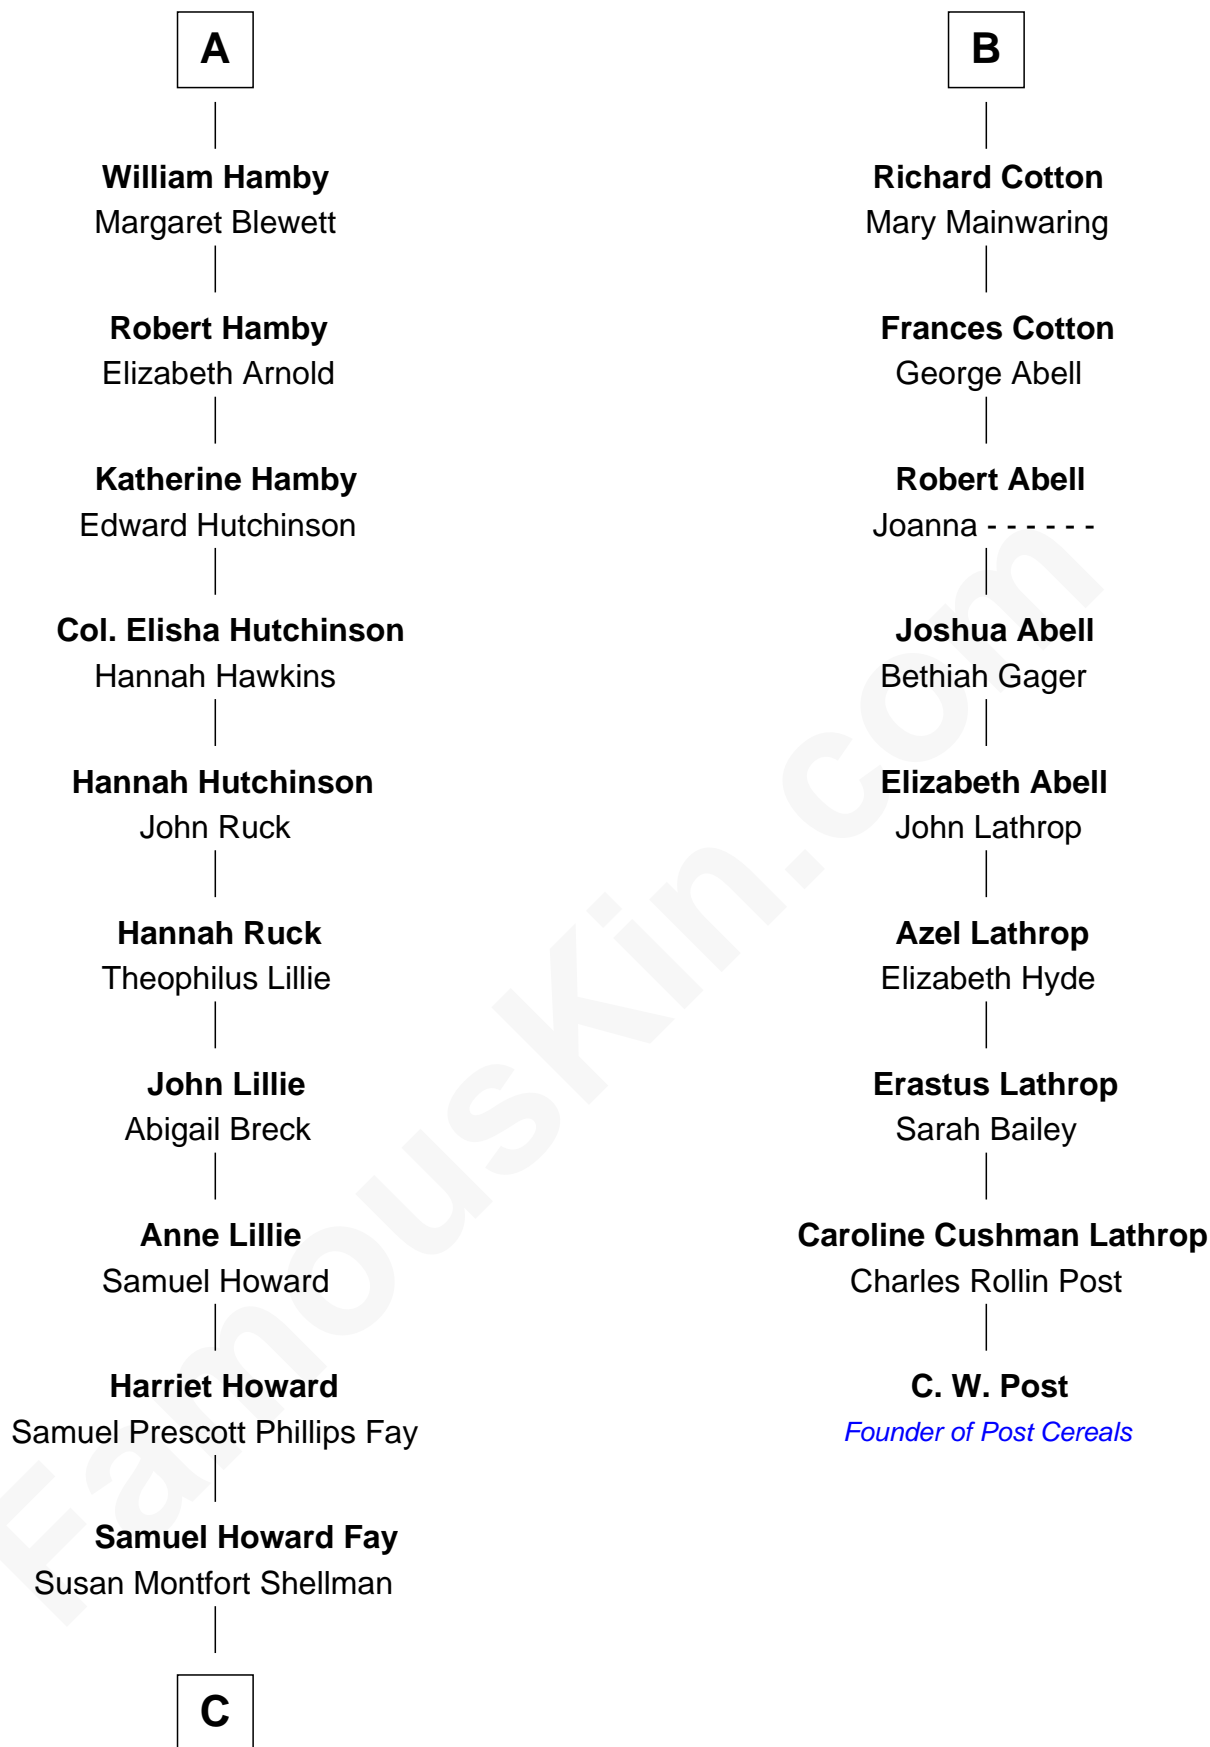 A
William Hamby
Margaret Blewett
Robert Hamby
Elizabeth Arnold
Katherine Hamby
Edward Hutchinson
Col. Elisha Hutchinson
Hannah Hawkins
Hannah Hutchinson
John Ruck
Hannah Ruck
Theophilus Lillie
John Lillie
Abigail Breck
Anne Lillie
Samuel Howard
Harriet Howard
Samuel Prescott Phillips Fay
Samuel Howard Fay
Susan Montfort Shellman
C
B
Richard Cotton
Mary Mainwaring
Frances Cotton
George Abell
Robert Abell
Joanna - - - - - -
Joshua Abell
Bethiah Gager
Elizabeth Abell
John Lathrop
Azel Lathrop
Elizabeth Hyde
Erastus Lathrop
Sarah Bailey
Caroline Cushman Lathrop
Charles Rollin Post
C. W. Post
Founder of Post Cereals
FamousKin.com